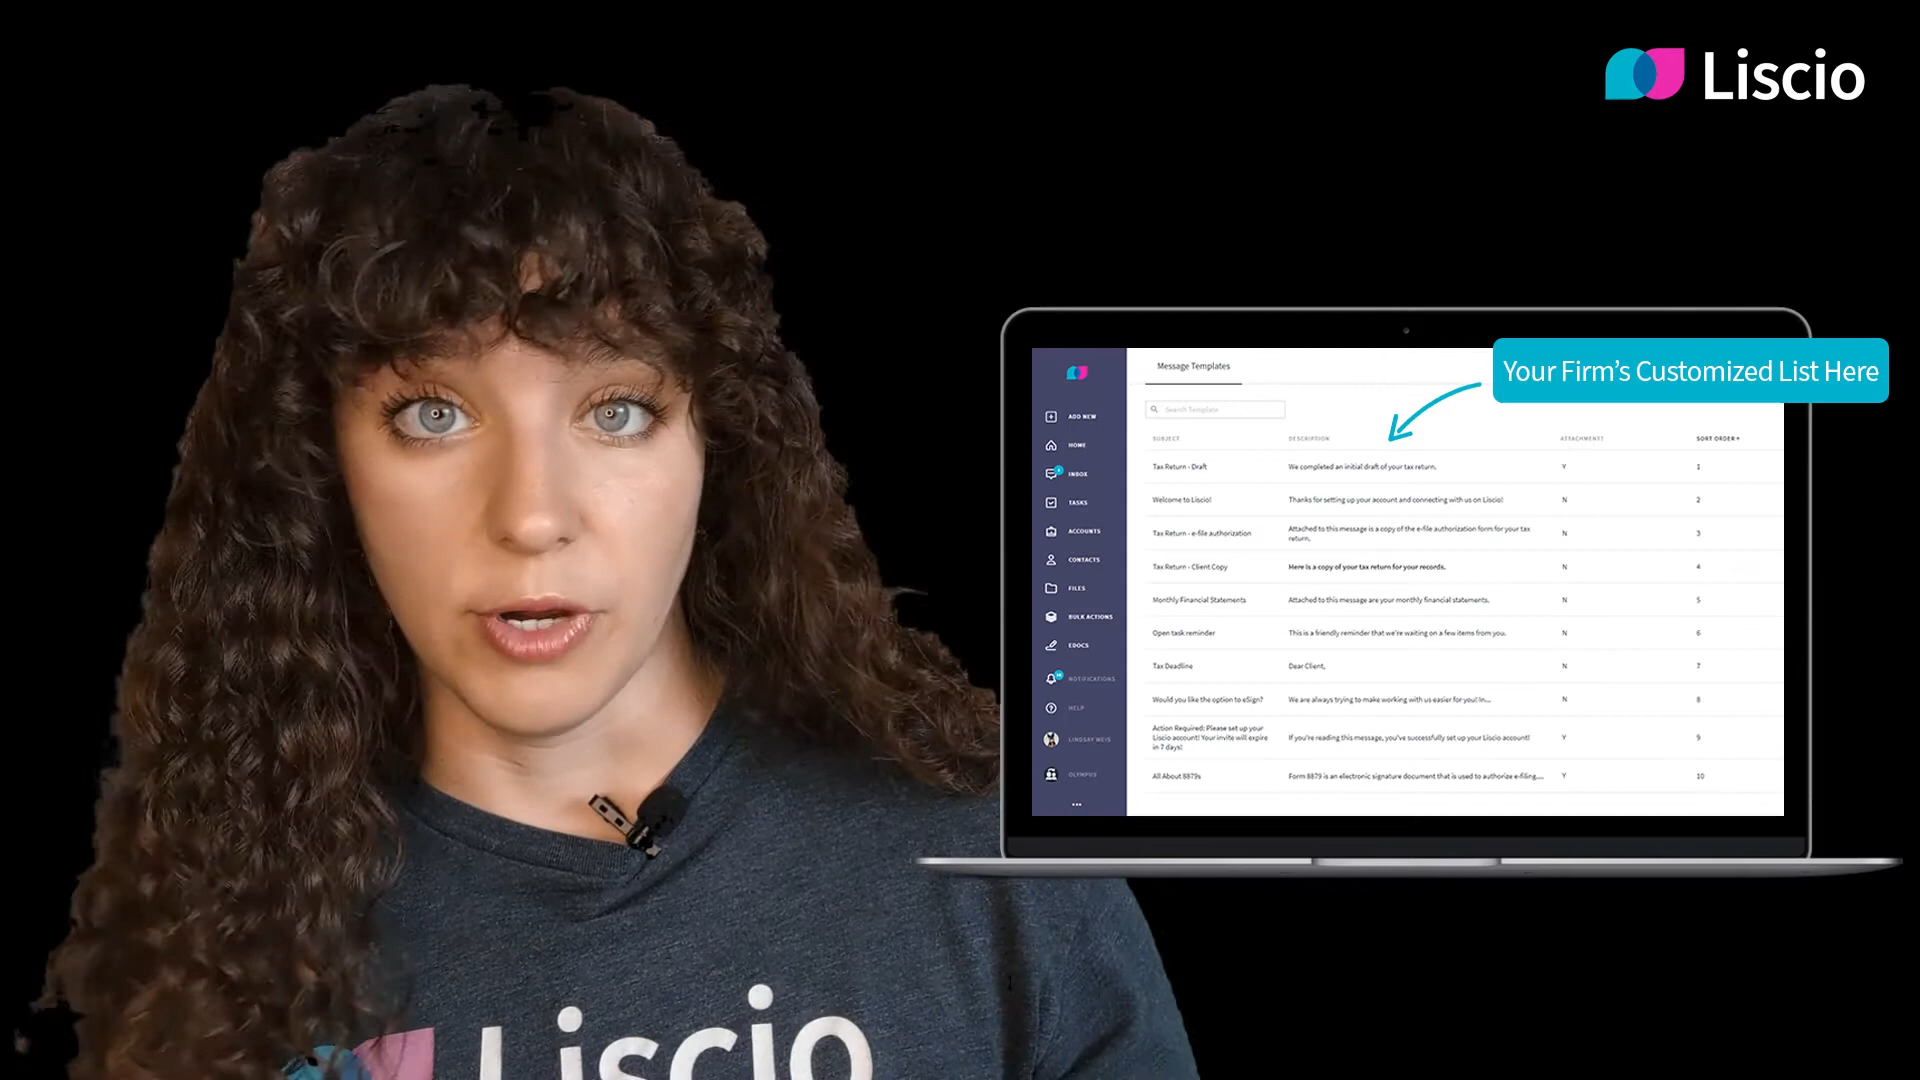 Liscio
Your Firm's Customized List Here
Message Templates
Search Template
SUBJECT DESCRIPTION ATTACHMENT? SORT ORDER
Tax Return - Draft We completed an initial draft of your tax return. Y 1
Welcome to Liscio! Thanks for setting up your account and connecting with us on Liscio! N 2
Tax Return - e-file authorization Attached to this message is a copy of the e-file authorization form for your tax
return. N 3
Tax Return - Client Copy Here is a copy of your tax return for your records. N 4
Monthly Financial Statements Attached to this message are your monthly financial statements. N 5
Open task reminder This is a friendly reminder that we're waiting on a few items from you. N 6
Tax Deadline Dear Client, N 7
Would you like the option to eSign? We are always trying to make working with us easier for you! In... N 8
Action Required: Please set up your
Liscio account! Your invite will expire
in 7 days!
If you're reading this message, you've successfully set up your Liscio account! Y 9
All About 8879s Form 8879 is an electronic signature document that is used to authorize e-filing.... Y 10
ADD NEW
HOME
INBOX
TASKS
ACCOUNTS
CONTACTS
FILES
BULK ACTIONS
EDOCS
NOTIFICATIONS
HELP
LINDSAY WEIS
OLYMPUS
Liscio